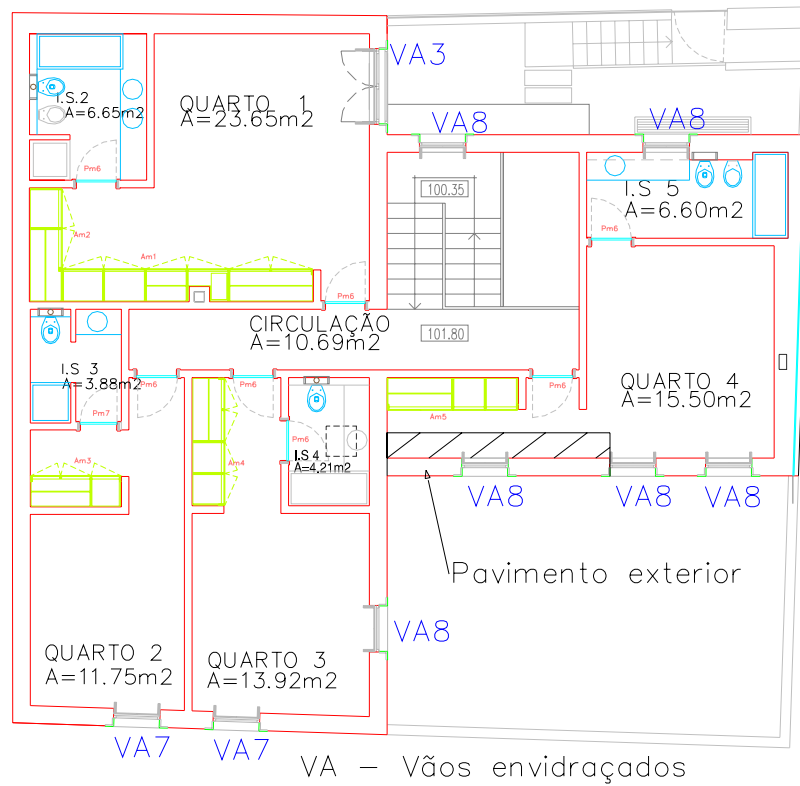 VA3
I.S.2
A=6.65m2
QUARTO 1
A=23.65m2
VA8
VA8
Pm6
100.35
I.S 5
A=6.60m2
Pm6
Am2
Am1
Pm6
CIRCULAÇÃO
A=10.69m2
101.80
I.S 3
A=3.88m2
Pm6
Pm6
Pm6
QUARTO 4
A=15.50m2
Pm7
Am5
Pm6
Am3
Am4
I.S 4
A=4.21m2
VA8
VA8
VA8
Pavimento exterior
VA8
QUARTO 2
A=11.75m2
QUARTO 3
A=13.92m2
VA7
VA7
VA – Vãos envidraçados